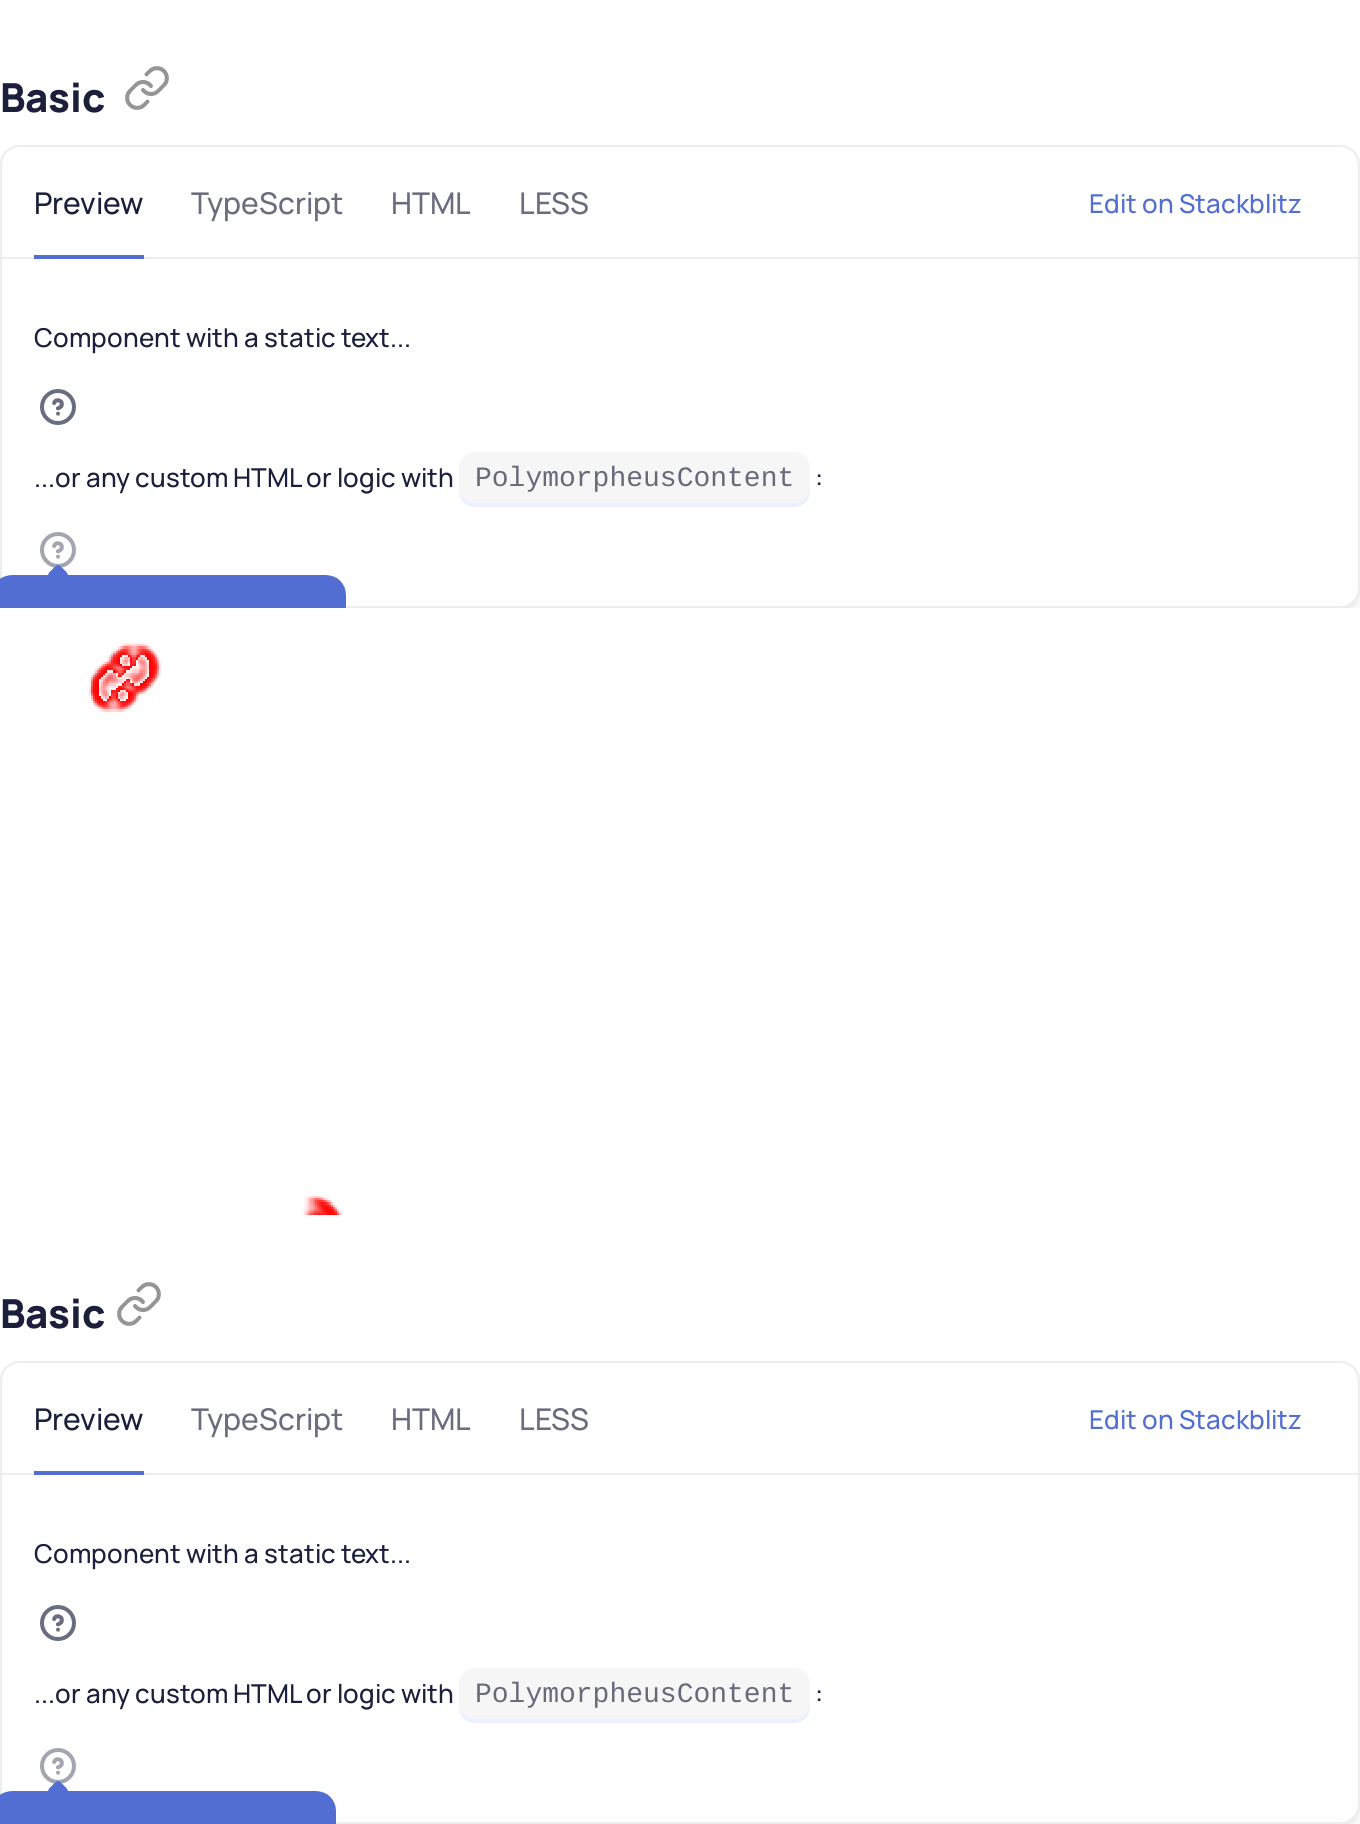 Basic
Preview TypeScript HTML LESS Edit on Stackblitz
Component with a static text...
...or any custom HTML or logic with PolymorpheusContent :
Basic
Preview TypeScript HTML LESS Edit on Stackblitz
Component with a static text...
...or any custom HTML or logic with PolymorpheusContent :